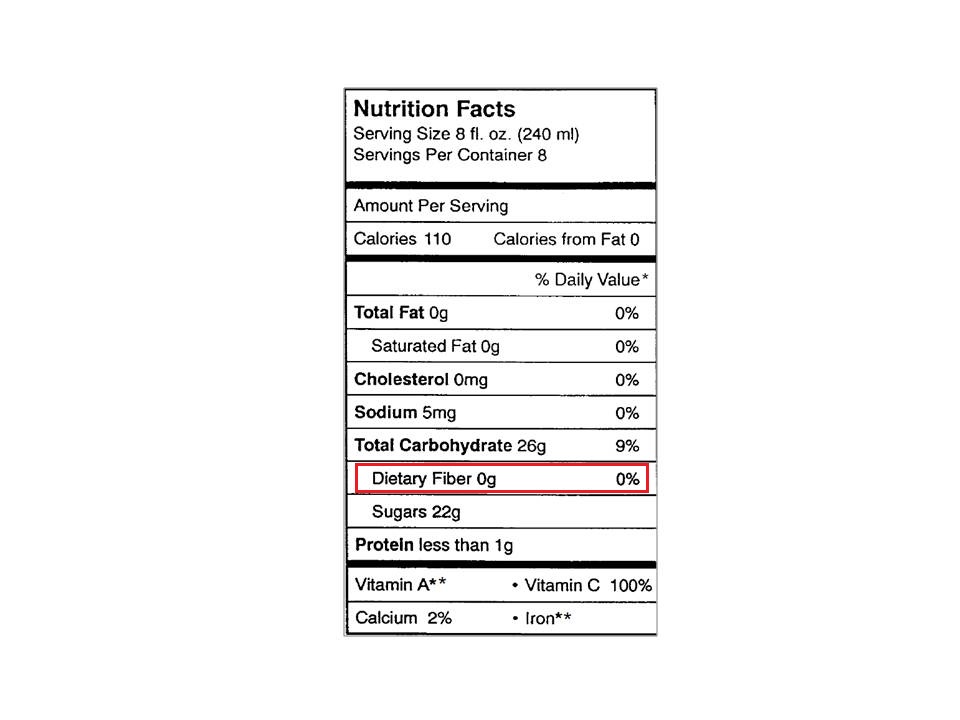 Nutrition Facts
Serving Size 8 fl. oz. (240 ml)
Servings Per Container 8
Amount Per Serving
Calories 110 Calories from Fat 0
% Daily Value*
Total Fat 0g 0%
Saturated Fat 0g 0%
Cholesterol 0mg 0%
Sodium 5mg 0%
Total Carbohydrate 26g 9%
Dietary Fiber 0g 0%
Sugars 22g
Protein less than 1g
Vitamin A** • Vitamin C 100%
Calcium 2% • Iron**